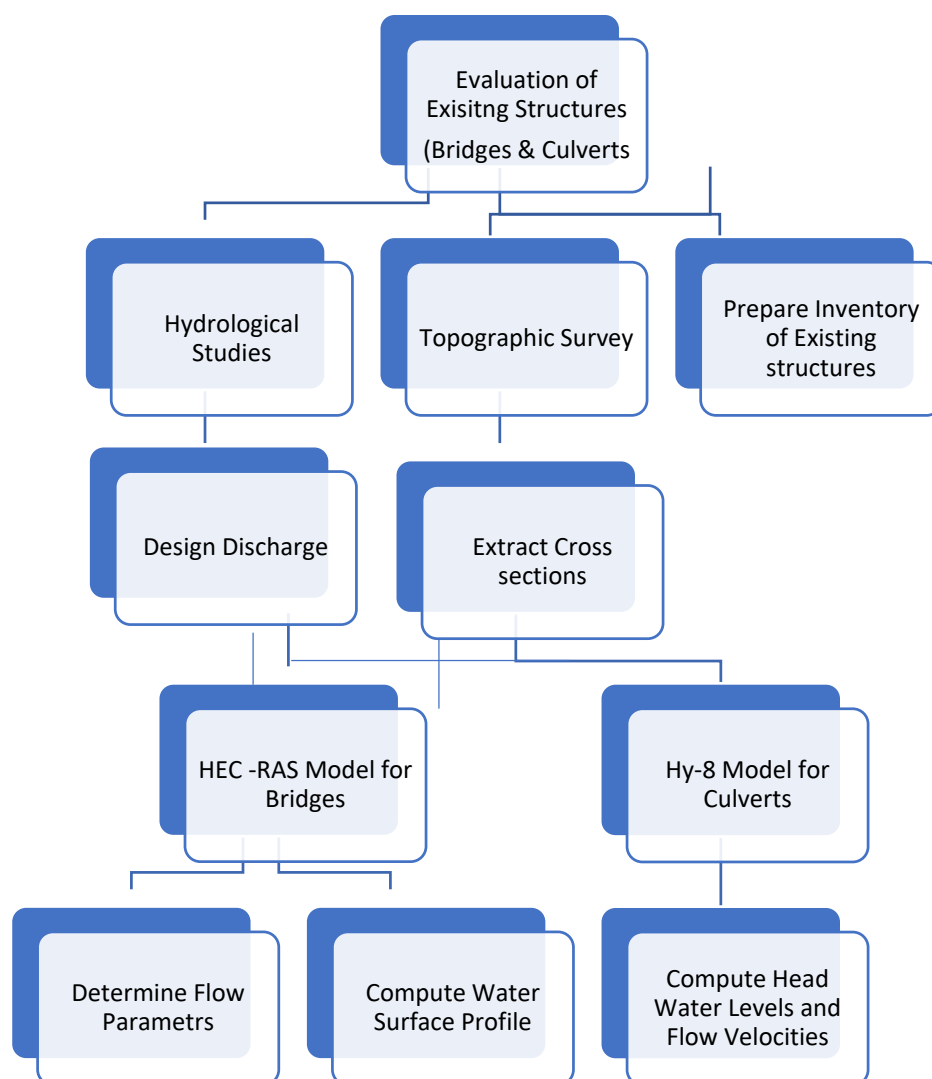 Evaluation of
Exisitng Structures
(Bridges & Culverts
Hydrological
Studies
Topographic Survey
Prepare Inventory
of Existing
structures
Design Discharge
Extract Cross
sections
HEC -RAS Model for
Bridges
Hy-8 Model for
Culverts
Determine Flow
Parametrs
Compute Water
Surface Profile
Compute Head
Water Levels and
Flow Velocities